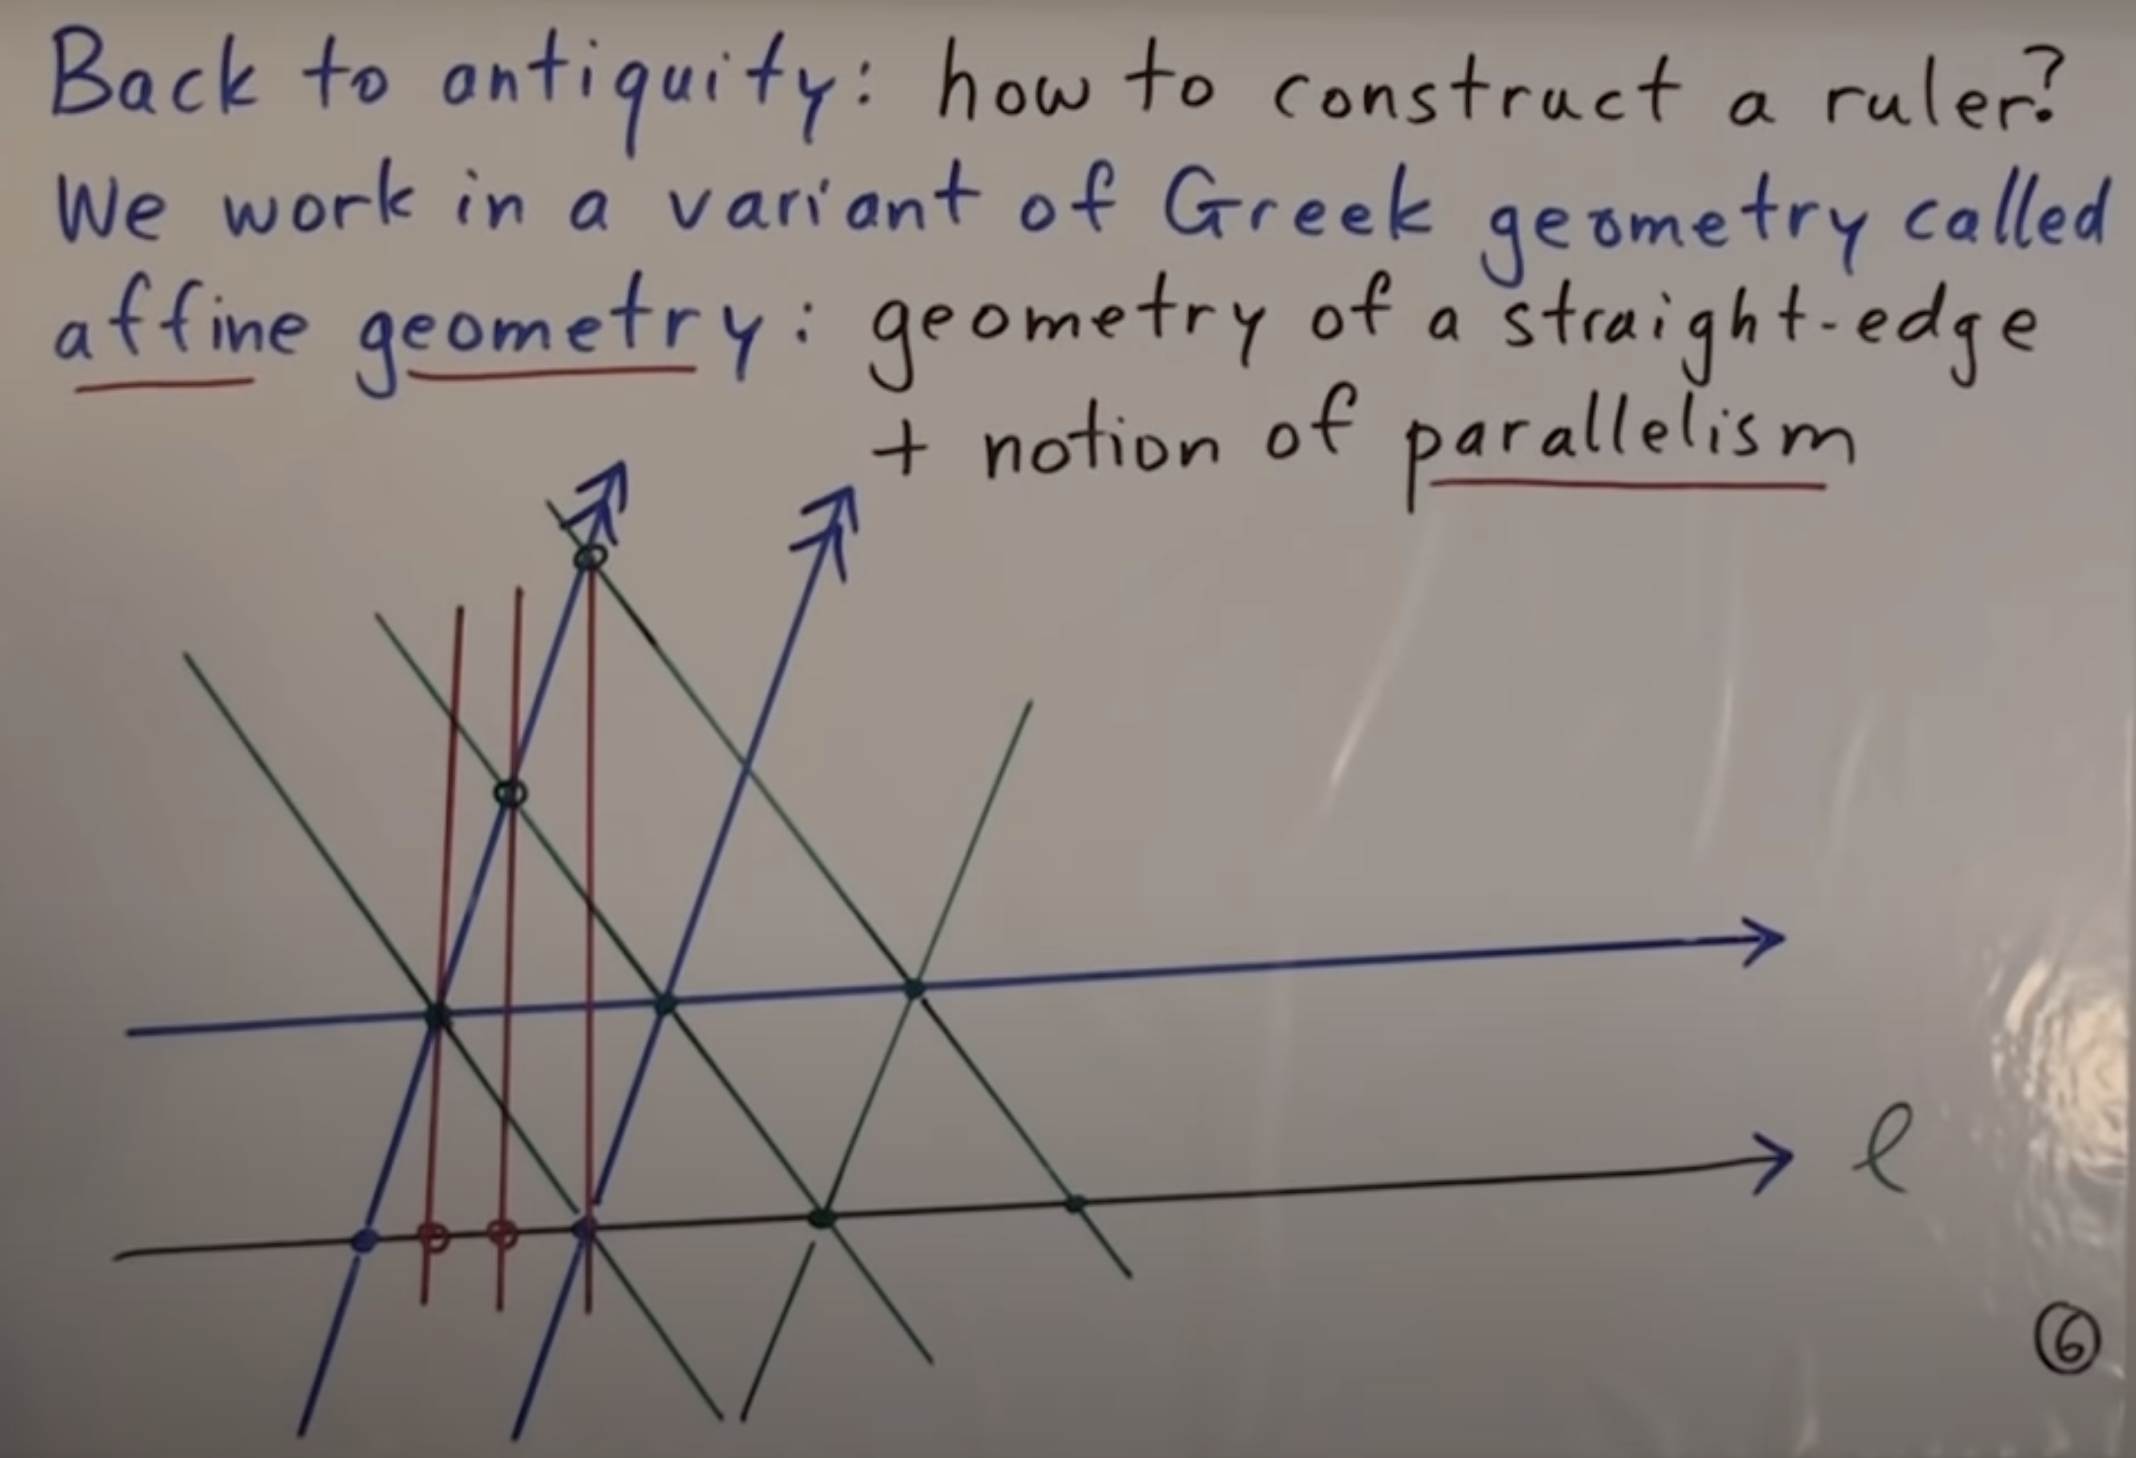 Back to antiquity: how to construct a ruler?
We work in a variant of Greek geometry called
affine geometry: geometry of a straight-edge
+ notion of parallelism
ℓ
6